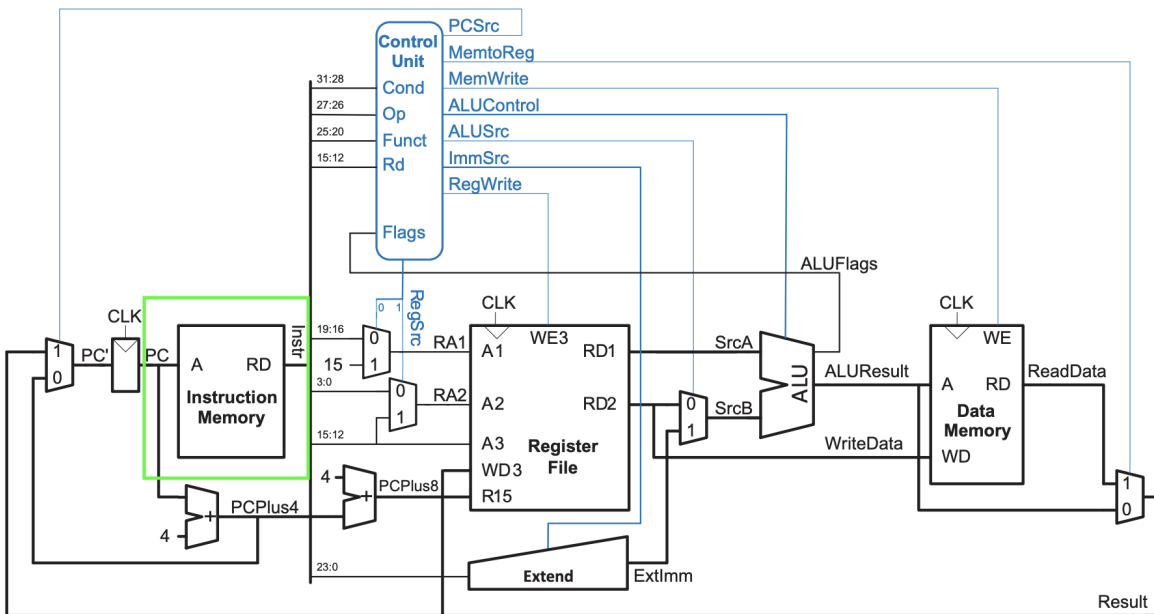 PCSrc
Control
Unit
MemtoReg
31:28
Cond
MemWrite
27:26
Op
ALUControl
25:20
Funct
ALUSrc
15:12
Rd
ImmSrc
RegWrite
Flags
ALUFlags
0 1
RegSrc
CLK
PC'
1
0
PC
A
RD
Instruction
Memory
Instr
19:16
0
15
1
RA1
3:0
0
1
RA2
15:12
CLK
WE3
A1
RD1
A2
RD2
A3
Register
File
WD3
R15
4
+
PCPlus8
4
+
PCPlus4
SrcA
0
1
SrcB
ALU
ALUResult
WriteData
CLK
WE
A
RD
Data
Memory
WD
ReadData
1
0
23:0
Extend
ExtImm
Result